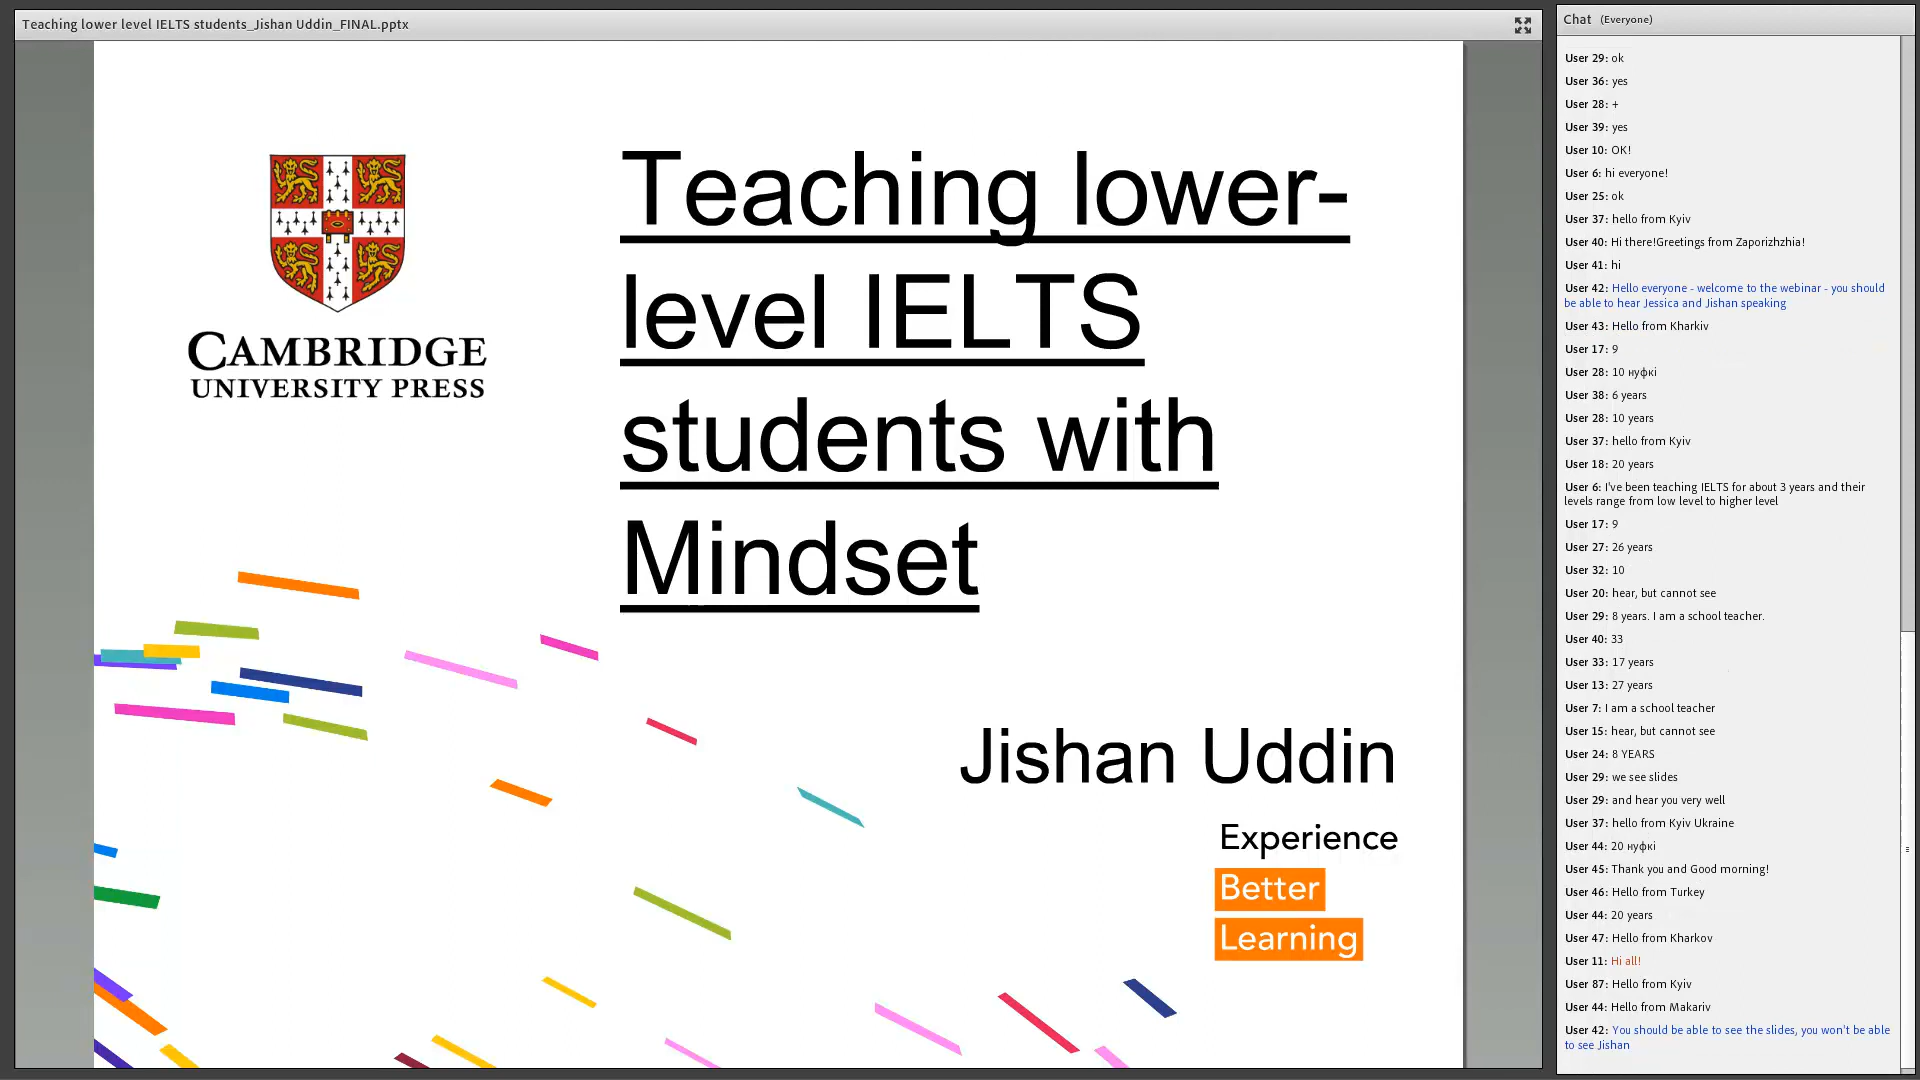 Teaching lower level IELTS students_Jishan Uddin_FINAL.pptx
CAMBRIDGE
UNIVERSITY PRESS
Teaching lower-
level IELTS
students with
Mindset
Jishan Uddin
Experience
Better
Learning
Chat (Everyone)
User 29: ok
User 36: yes
User 28: +
User 39: yes
User 10: OK!
User 6: hi everyone!
User 25: ok
User 37: hello from Kyiv
User 40: Hi there!Greetings from Zaporizhzhia!
User 41: hi
User 42: Hello everyone - welcome to the webinar - you should
be able to hear Jessica and Jishan speaking
User 43: Hello from Kharkiv
User 17: 9
User 28: 10 нуфкі
User 38: 6 years
User 28: 10 years
User 37: hello from Kyiv
User 18: 20 years
User 6: I've been teaching IELTS for about 3 years and their
levels range from low level to higher level
User 17: 9
User 27: 26 years
User 32: 10
User 20: hear, but cannot see
User 29: 8 years. I am a school teacher.
User 40: 33
User 33: 17 years
User 13: 27 years
User 7: I am a school teacher
User 15: hear, but cannot see
User 24: 8 YEARS
User 29: we see slides
User 29: and hear you very well
User 37: hello from Kyiv Ukraine
User 44: 20 нуфкі
User 45: Thank you and Good morning!
User 46: Hello from Turkey
User 44: 20 years
User 47: Hello from Kharkov
User 11: Hi all!
User 87: Hello from Kyiv
User 44: Hello from Makariv
User 42: You should be able to see the slides, you won't be able
to see Jishan